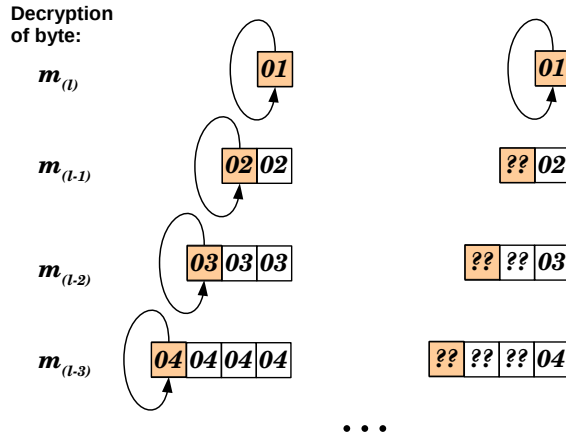 Decryption
of byte:
m(l) 01 01
m(l-1) 02 02 ?? 02
m(l-2) 03 03 03 ?? ?? 03
m(l-3) 04 04 04 04 ?? ?? ?? 04
...